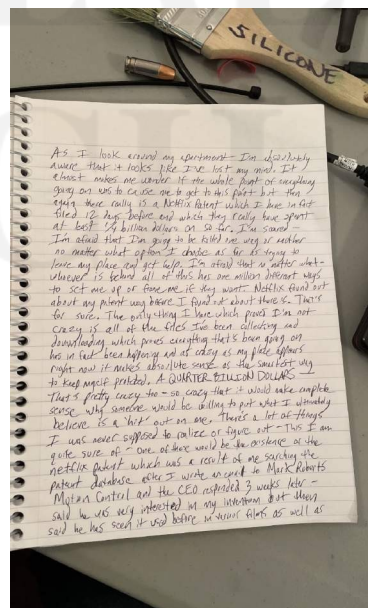 SILICONE
As I look around my apartment - I'm absolutely
aware that it looks like I've lost my mind. It
almost makes me wonder if the whole point of everything
going on was to cause me to get to this point but then
again there really is a Netflix Patent which I have in fact
filed 12 days before and which they really have spent
at least 1/4 billion dollars on so far. I'm scared -
I'm afraid that I'm going to be killed one way or another
no matter what option I choose as far as trying to
leave my place and get help. I'm afraid that no matter what -
whoever is behind all of this has one million different ways
to set me up or frame me if they want. Netflix found out
about my patent way before I found out about there's. That's
for sure. The only thing I have which proves I'm not
crazy is all of the files I've been collecting and
downloading which proves everything that's been going on
has in fact been happening and as crazy as my place appears
right now it makes absolute sense as the smartest way
to keep myself protected. A QUARTER BILLION DOLLARS
That's pretty crazy too - so crazy that it would make complete
sense why someone would be willing to put what I ultimately
believe is a "hit" out on me. There's a lot of things
I was never supposed to realize or figure out - This I am
quite sure of - One of those would be the existence of the
netflix patent which was a result of me searching the
patent database after I wrote an email to Mark Roberts
Motion Control and the CEO responded 3 weeks later -
said he was very interested in my invention but then
said he has seen it used before in various films as well as